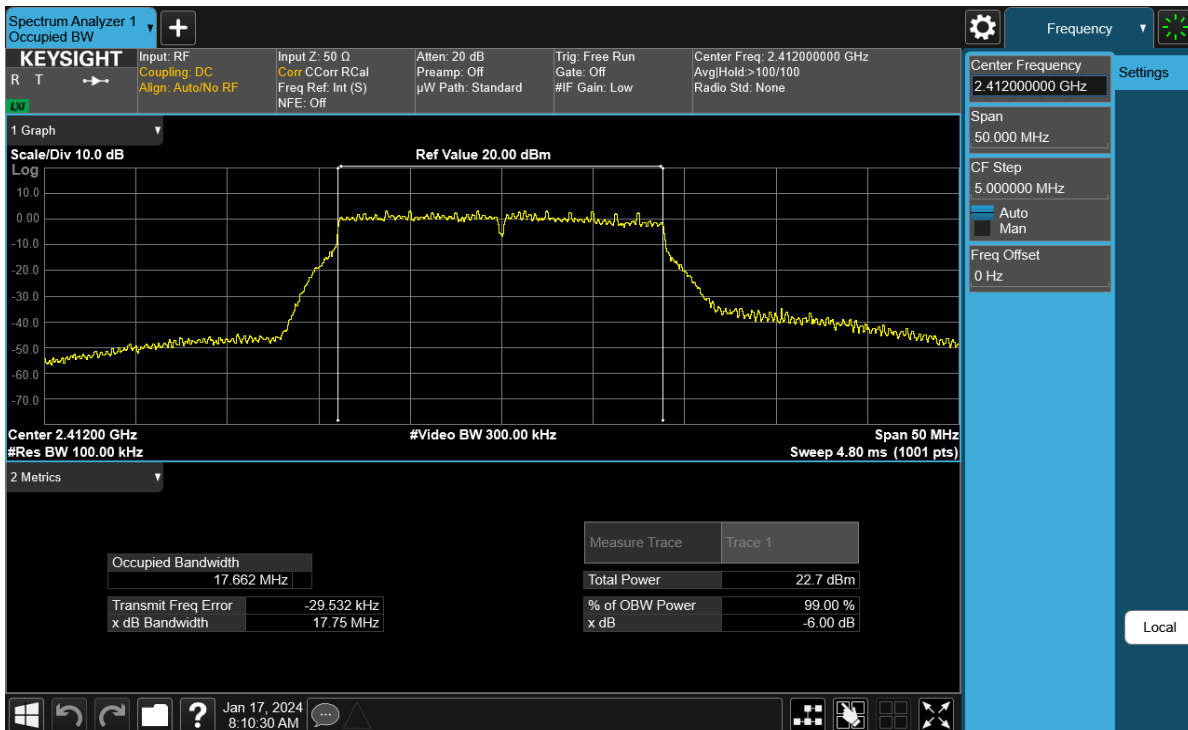 Spectrum Analyzer 1
Occupied BW
Frequency
KEYSIGHT
R T
LXI
Input: RF
Coupling: DC
Align: Auto/No RF
Input Z: 50 Ω
Corr CCorr RCal
Freq Ref: Int (S)
NFE: Off
Atten: 20 dB
Preamp: Off
µW Path: Standard
Trig: Free Run
Gate: Off
#IF Gain: Low
Center Freq: 2.412000000 GHz
Avg|Hold:>100/100
Radio Std: None
Center Frequency
2.412000000 GHz
Settings
Span
50.000 MHz
CF Step
5.000000 MHz
Auto
Man
Freq Offset
0 Hz
Local
1 Graph
Scale/Div 10.0 dB
Ref Value 20.00 dBm
Log
10.0
0.00
-10.0
-20.0
-30.0
-40.0
-50.0
-60.0
-70.0
Center 2.41200 GHz
#Video BW 300.00 kHz
Span 50 MHz
#Res BW 100.00 kHz
Sweep 4.80 ms (1001 pts)
2 Metrics
Occupied Bandwidth
17.662 MHz
Transmit Freq Error -29.532 kHz
x dB Bandwidth 17.75 MHz
Measure Trace Trace 1
Total Power 22.7 dBm
% of OBW Power 99.00 %
x dB -6.00 dB
?
Jan 17, 2024
8:10:30 AM